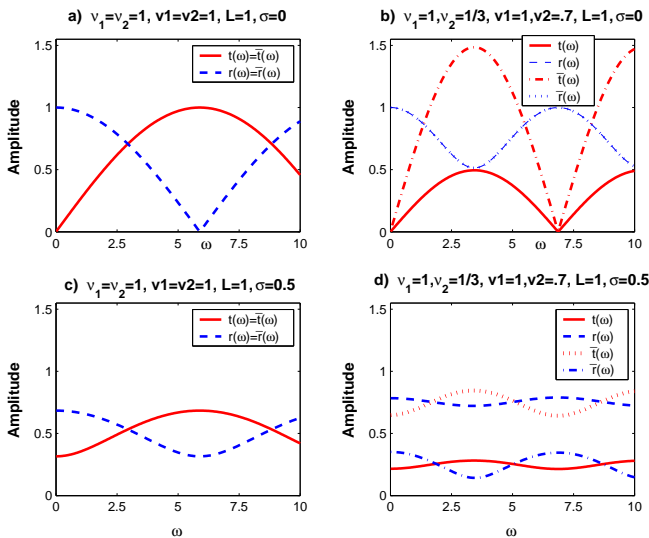 a) ν₁=ν₂=1, v1=v2=1, L=1,σ=0
Amplitude
1.5
1
0.5
0
0
2.5
5
7.5
10
ω
t(ω)=t̅(ω)
r(ω)=r̅(ω)
b) ν₁=1,ν₂=1/3, v1=1,v2=.7, L=1,σ=0
Amplitude
1.5
1
0.5
0
0
2.5
5
7.5
10
ω
t(ω)
r(ω)
t̅(ω)
r̅(ω)
c) ν₁=ν₂=1, v1=v2=1, L=1,σ=0.5
Amplitude
1.5
1
0.5
0
0
2.5
5
7.5
10
ω
t(ω)=t̅(ω)
r(ω)=r̅(ω)
d) ν₁=1,ν₂=1/3, v1=1,v2=.7, L=1,σ=0.5
Amplitude
1.5
1
0.5
0
0
2.5
5
7.5
10
ω
t(ω)
r(ω)
t̅(ω)
r̅(ω)